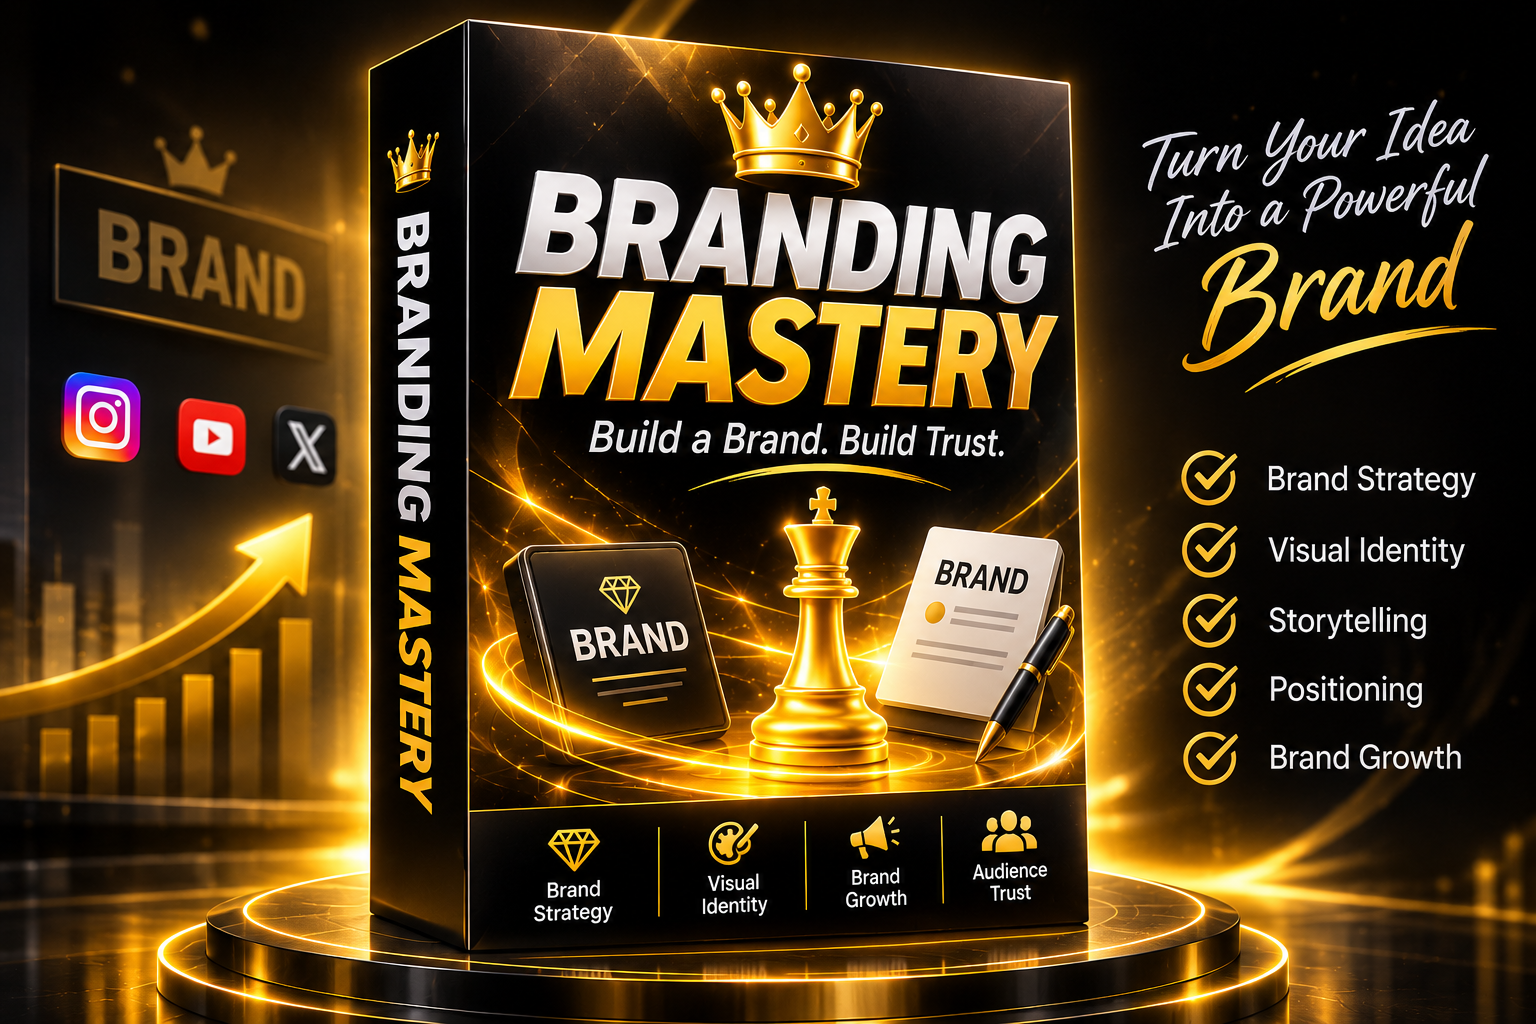 BRAND
BRANDING MASTERY
BRANDING
MASTERY
Build a Brand. Build Trust.
BRAND
BRAND
Brand
Strategy
Visual
Identity
Brand
Growth
Audience
Trust
Turn Your Idea
Into a Powerful
Brand
Brand Strategy
Visual Identity
Storytelling
Positioning
Brand Growth